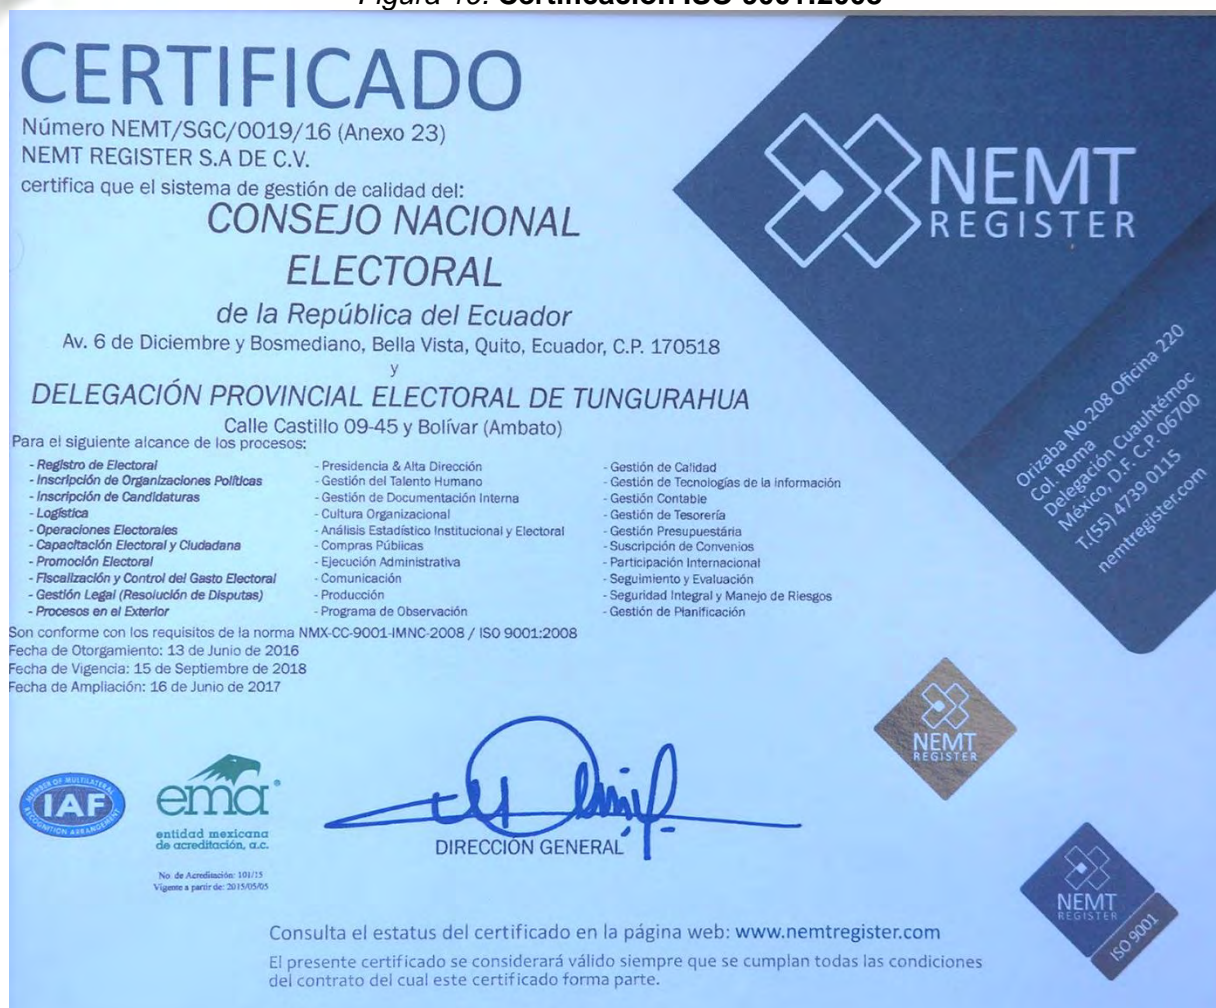 Certificación ISO 9001:2008
CERTIFICADO
Número NEMT/SGC/0019/16 (Anexo 23)
NEMT REGISTER S.A DE C.V.
certifica que el sistema de gestión de calidad del:
CONSEJO NACIONAL
ELECTORAL
de la República del Ecuador
Av. 6 de Diciembre y Bosmediano, Bella Vista, Quito, Ecuador, C.P. 170518
y
DELEGACIÓN PROVINCIAL ELECTORAL DE TUNGURAHUA
Calle Castillo 09-45 y Bolívar (Ambato)
Para el siguiente alcance de los procesos:
- Registro de Electoral
- Inscripción de Organizaciones Políticas
- Inscripción de Candidaturas
- Logística
- Operaciones Electorales
- Capacitación Electoral y Ciudadana
- Promoción Electoral
- Fiscalización y Control del Gasto Electoral
- Gestión Legal (Resolución de Disputas)
- Procesos en el Exterior
- Presidencia & Alta Dirección
- Gestión del Talento Humano
- Gestión de Documentación Interna
- Cultura Organizacional
- Análisis Estadístico Institucional y Electoral
- Compras Públicas
- Ejecución Administrativa
- Comunicación
- Producción
- Programa de Observación
- Gestión de Calidad
- Gestión de Tecnologías de la Información
- Gestión Contable
- Gestión de Tesorería
- Gestión Presupuestária
- Suscripción de Convenios
- Participación Internacional
- Seguimiento y Evaluación
- Seguridad Integral y Manejo de Riesgos
- Gestión de Planificación
Son conforme con los requisitos de la norma NMX-CC-9001-IMNC-2008 / ISO 9001:2008
Fecha de Otorgamiento: 13 de Junio de 2016
Fecha de Vigencia: 15 de Septiembre de 2018
Fecha de Ampliación: 16 de Junio de 2017
NEMT
REGISTER
Orizaba No.208 Oficina 220
Col. Roma
Delegación Cuauhtémoc
México, D.F. C.P. 06700
T.(55) 4739 0115
nemtregister.com
NEMT
REGISTER
MEMBER OF MULTILATERAL
IAF
RECOGNITION ARRANGEMENT
ema
entidad mexicana
de acreditación, a.c.
No. de Acreditación: 101/15
Vigente a partir de: 2015/05/05
DIRECCIÓN GENERAL
NEMT
REGISTER
ISO 9001
Consulta el estatus del certificado en la página web: www.nemtregister.com
El presente certificado se considerará válido siempre que se cumplan todas las condiciones
del contrato del cual este certificado forma parte.